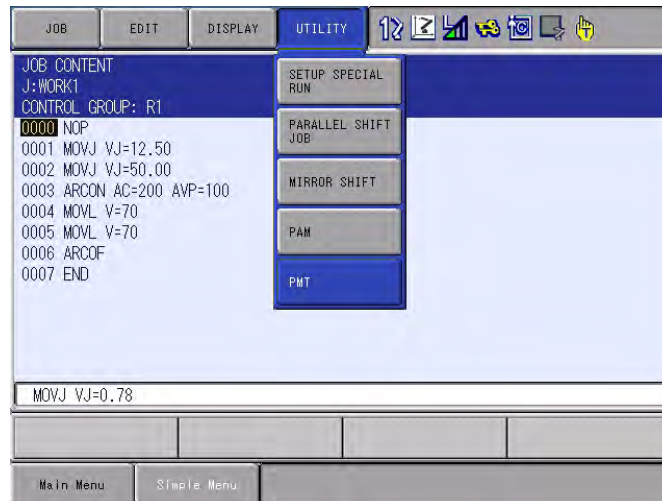 JOB EDIT DISPLAY UTILITY
JOB CONTENT
J:WORK1
CONTROL GROUP: R1
0000 NOP
0001 MOVJ VJ=12.50
0002 MOVJ VJ=50.00
0003 ARCON AC=200 AVP=100
0004 MOVL V=70
0005 MOVL V=70
0006 ARCOF
0007 END
SETUP SPECIAL
RUN
PARALLEL SHIFT
JOB
MIRROR SHIFT
PAM
PMT
MOVJ VJ=0.78
Main Menu Simple Menu